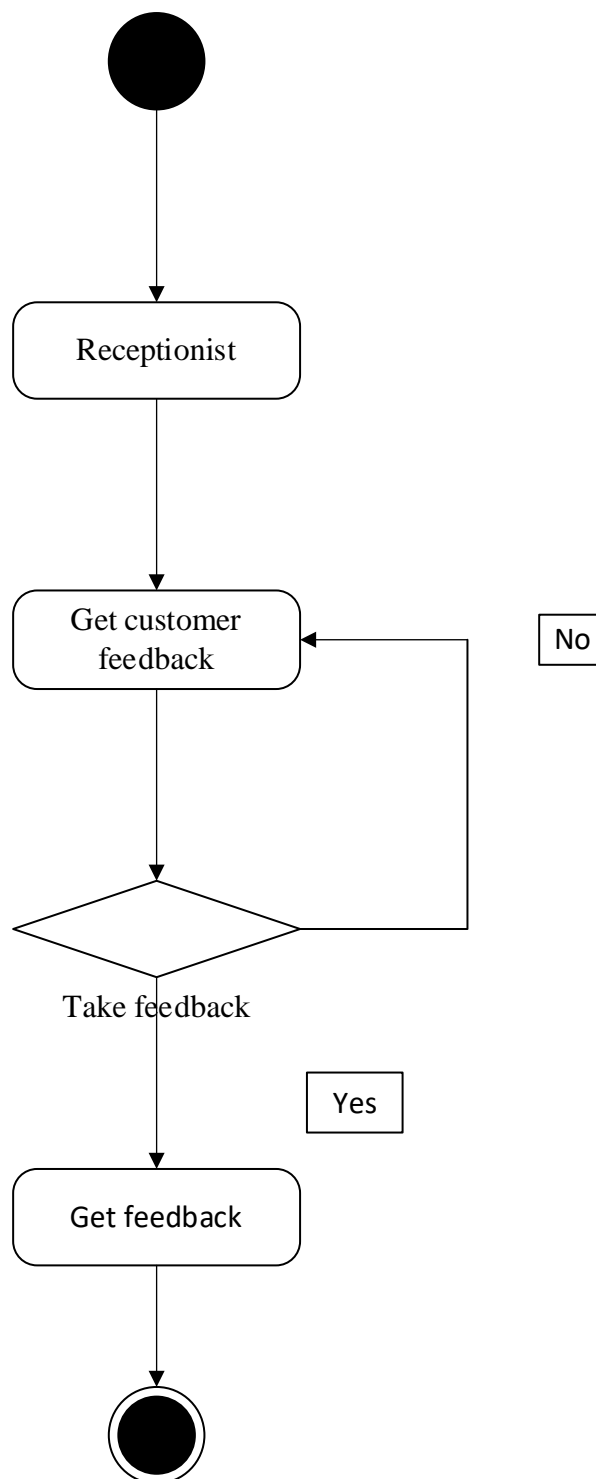 Receptionist
Get customer
feedback
No
Take feedback
Yes
Get feedback